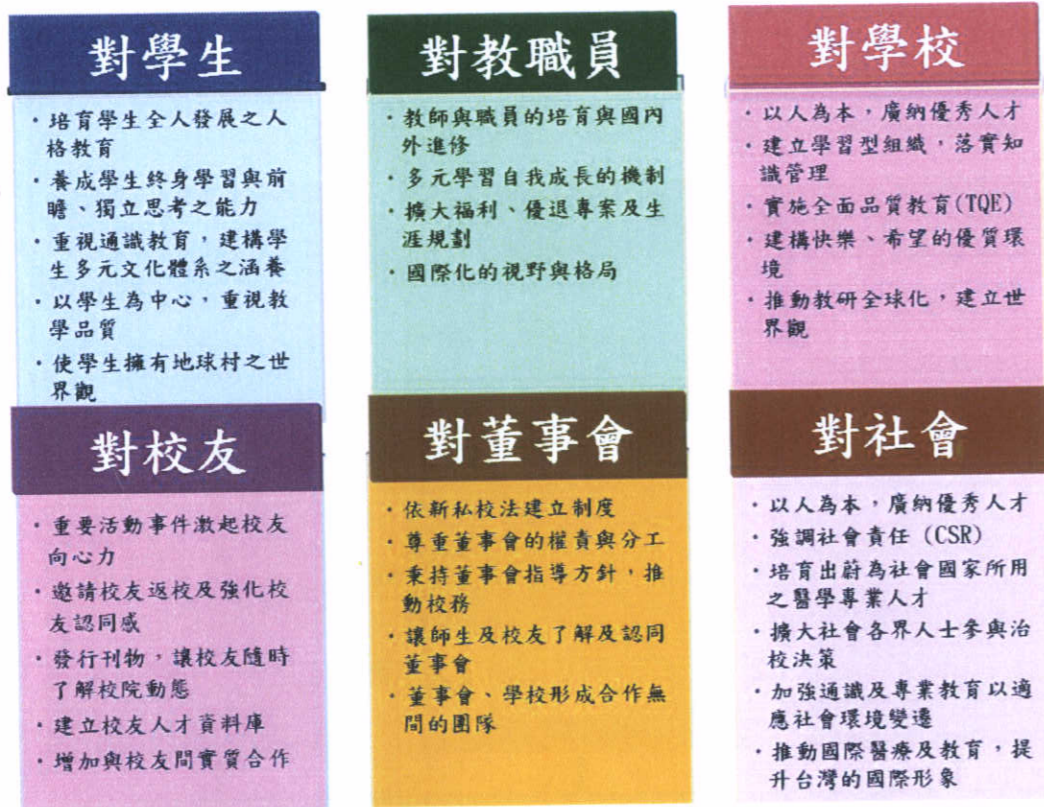 對學生
・培育學生全人發展之人
格教育
・養成學生終身學習與前
瞻、獨立思考之能力
・重視通識教育，建構學
生多元文化體系之涵養
・以學生為中心，重視教
學品質
・使學生擁有地球村之世
界觀
對教職員
・教師與職員的培育與國內
外進修
・多元學習自我成長的機制
・擴大福利、優退專案及生
涯規劃
・國際化的視野與格局
對學校
・以人為本，廣納優秀人才
・建立學習型組織，落實知
識管理
・實施全面品質教育(TQE)
・建構快樂、希望的優質環
境
・推動教研全球化，建立世
界觀
對校友
・重要活動事件激起校友
向心力
・邀請校友返校及強化校
友認同感
・發行刊物，讓校友隨時
了解校院動態
・建立校友人才資料庫
・增加與校友間實質合作
對董事會
・依新私校法建立制度
・尊重董事會的權責與分工
・秉持董事會指導方針，推
動校務
・讓師生及校友了解及認同
董事會
・董事會、學校形成合作無
間的團隊
對社會
・以人為本，廣納優秀人才
・強調社會責任 (CSR)
・培育出蔚為社會國家所用
之醫學專業人才
・擴大社會各界人士參與治
校決策
・加強通識及專業教育以適
應社會環境變遷
・推動國際醫療及教育，提
升台灣的國際形象